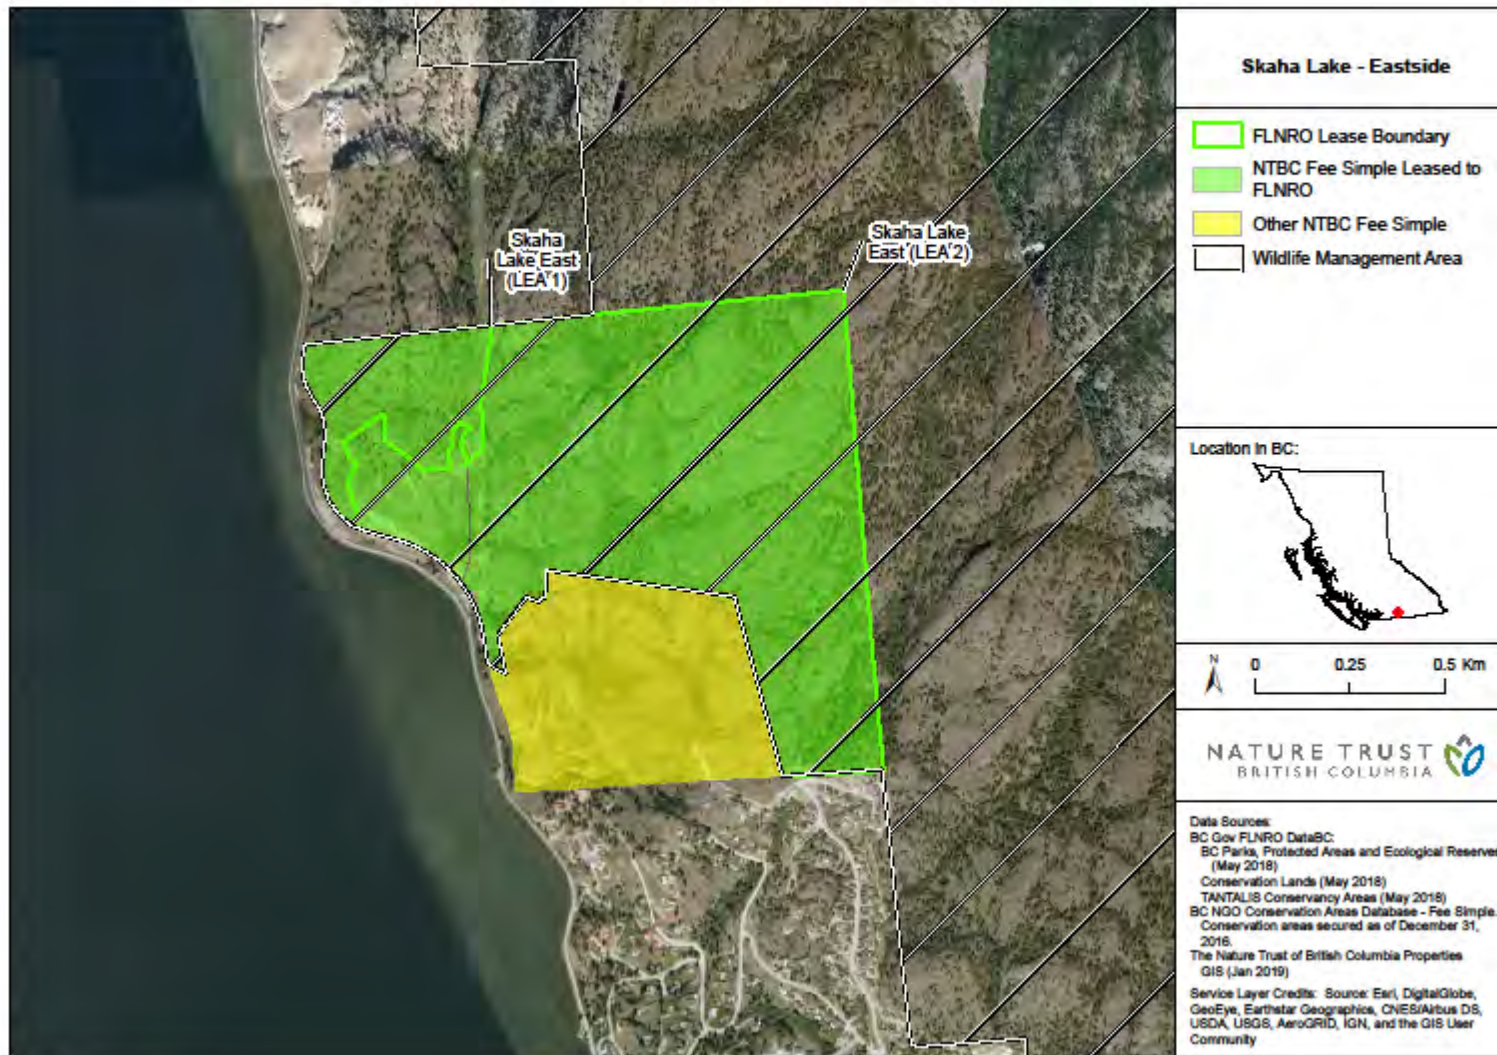 Skaha Lake - Eastside
FLNRO Lease Boundary
NTBC Fee Simple Leased to
FLNRO
Other NTBC Fee Simple
Wildlife Management Area
Skaha
Lake East
(LEA 1)
Skaha Lake
East (LEA 2)
Location in BC:
N
0 0.25 0.5 Km
NATURE TRUST
BRITISH COLUMBIA
Data Sources:
BC Gov FLNRO DataBC:
BC Parks, Protected Areas and Ecological Reserves
(May 2018)
Conservation Lands (May 2018)
TANTALIS Conservancy Areas (May 2018)
BC NGO Conservation Areas Database - Fee Simple.
Conservation areas secured as of December 31,
2016.
The Nature Trust of British Columbia Properties
GIS (Jan 2019)
Service Layer Credits: Source: Esri, DigitalGlobe,
GeoEye, Earthstar Geographics, CNES/Airbus DS,
USDA, USGS, AeroGRID, IGN, and the GIS User
Community